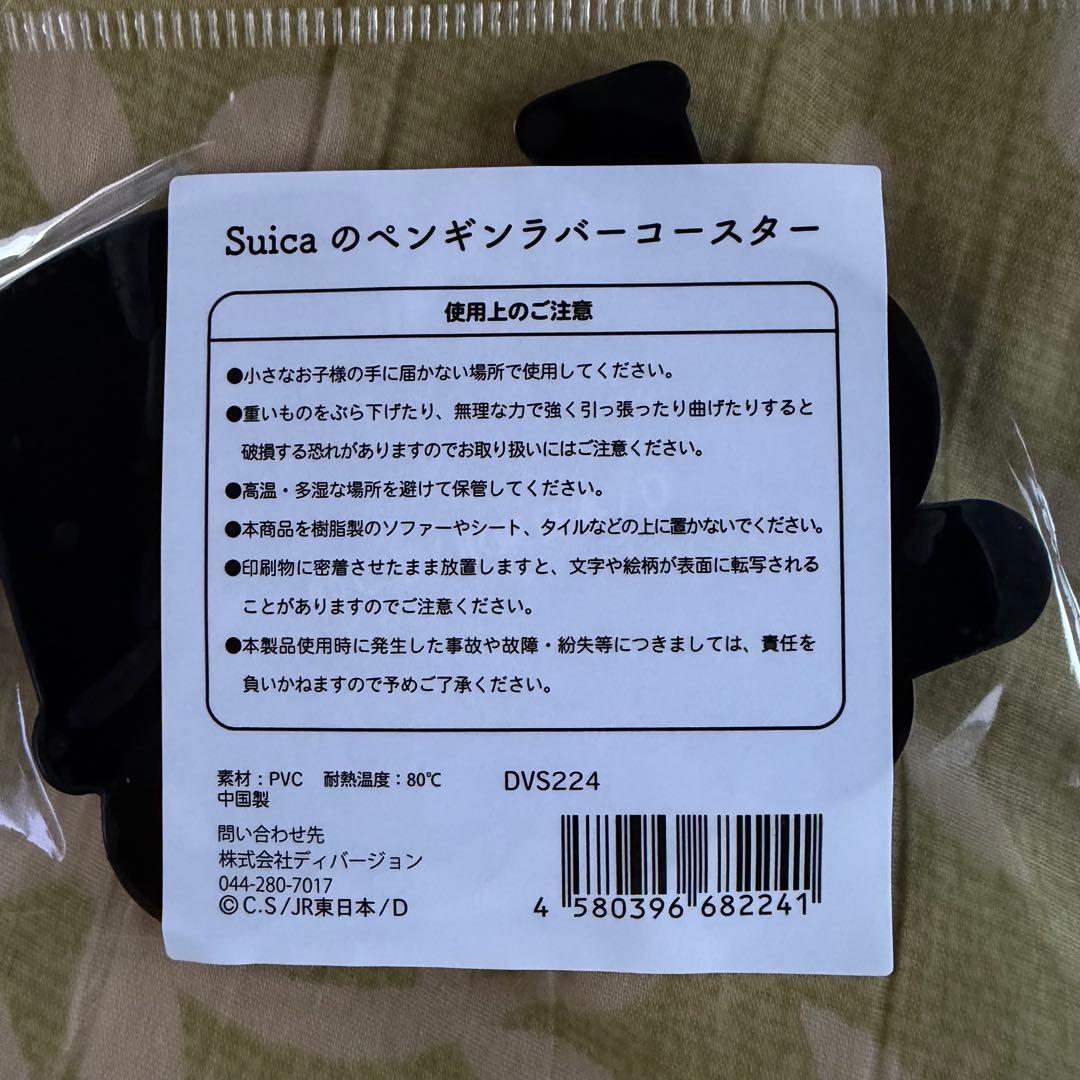 Suica のペンギンラバーコースター
使用上のご注意
●小さなお子様の手に届かない場所で使用してください。
●重いものをぶら下げたり、無理な力で強く引っ張ったり曲げたりすると
破損する恐れがありますのでお取り扱いにはご注意ください。
●高温・多湿な場所を避けて保管してください。
●本商品を樹脂製のソファーやシート、タイルなどの上に置かないでください。
●印刷物に密着させたまま放置しますと、文字や絵柄が表面に転写される
ことがありますのでご注意ください。
●本製品使用時に発生した事故や故障・紛失等につきましては、責任を
負いかねますので予めご了承ください。
素材：PVC 耐熱温度：80℃ DVS224
中国製
問い合わせ先
株式会社ディバージョン
044-280-7017
©C.S/JR東日本/D
4 580396 682241